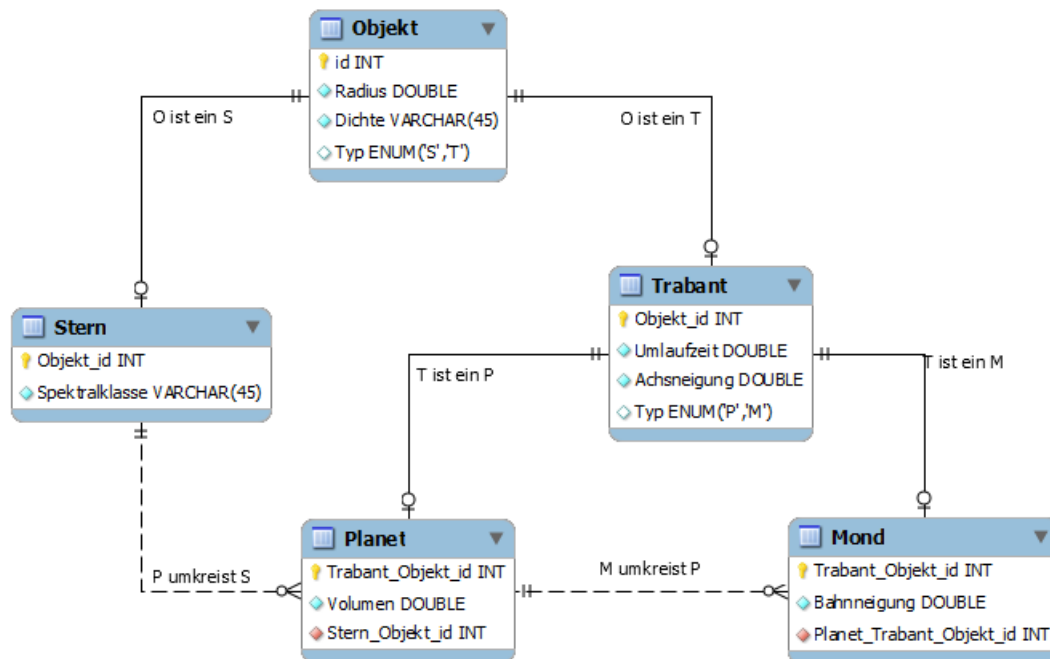 Objekt
id INT
Radius DOUBLE
Dichte VARCHAR(45)
Typ ENUM('S','T')
O ist ein S
O ist ein T
Trabant
Objekt_id INT
Umlaufzeit DOUBLE
Achsneigung DOUBLE
Typ ENUM('P','M')
Stern
Objekt_id INT
Spektralklasse VARCHAR(45)
T ist ein P
T ist ein M
Planet
Trabant_Objekt_id INT
Volumen DOUBLE
Stern_Objekt_id INT
P umkreist S
M umkreist P
Mond
Trabant_Objekt_id INT
Bahnneigung DOUBLE
Planet_Trabant_Objekt_id INT